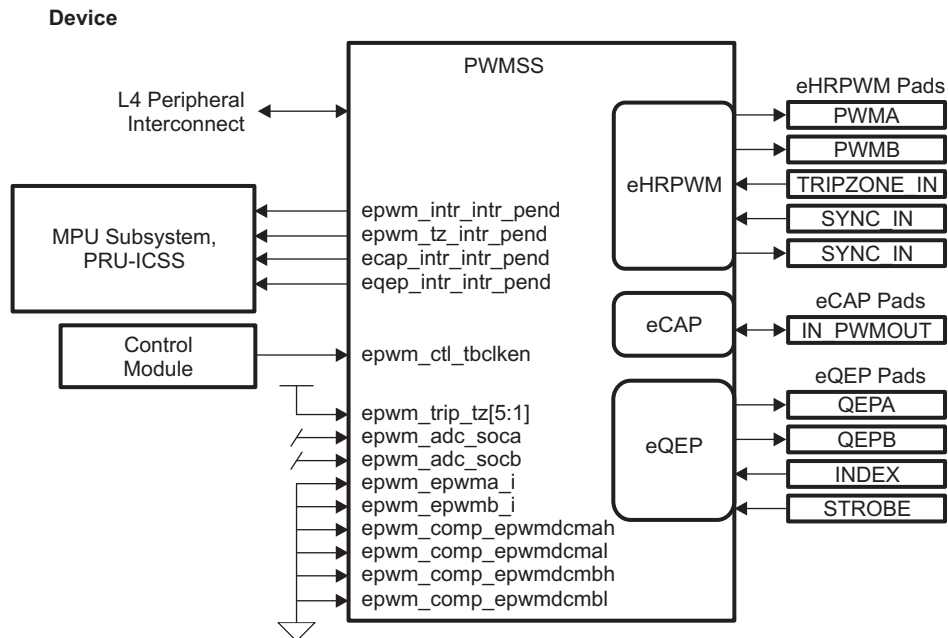 Device
PWMSS
L4 Peripheral
Interconnect
MPU Subsystem,
PRU-ICSS
Control
Module
epwm_intr_intr_pend
epwm_tz_intr_pend
ecap_intr_intr_pend
eqep_intr_intr_pend
epwm_ctl_tbclken
epwm_trip_tz[5:1]
epwm_adc_soca
epwm_adc_socb
epwm_epwma_i
epwm_epwmb_i
epwm_comp_epwmdcmah
epwm_comp_epwmdcmal
epwm_comp_epwmdcmbh
epwm_comp_epwmdcmbl
eHRPWM
eCAP
eQEP
eHRPWM Pads
PWMA
PWMB
TRIPZONE_IN
SYNC_IN
SYNC_IN
eCAP Pads
IN_PWMOUT
eQEP Pads
QEPA
QEPB
INDEX
STROBE